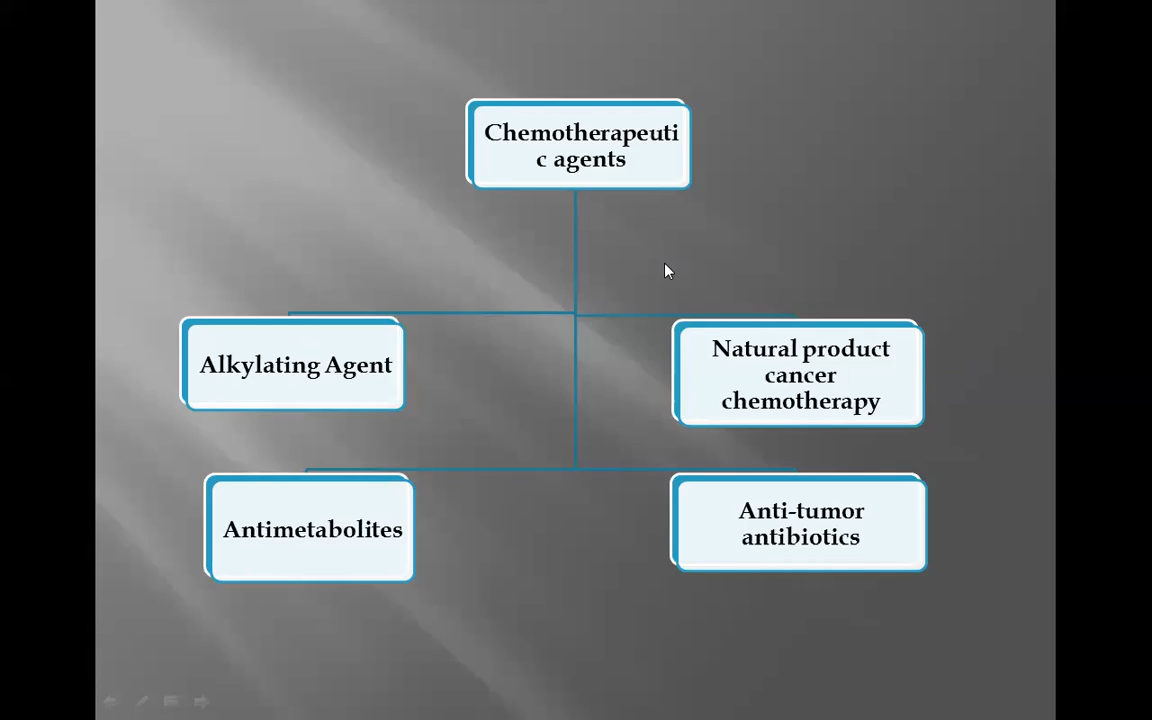 Chemotherapeuti
c agents
Alkylating Agent
Natural product
cancer
chemotherapy
Antimetabolites
Anti-tumor
antibiotics